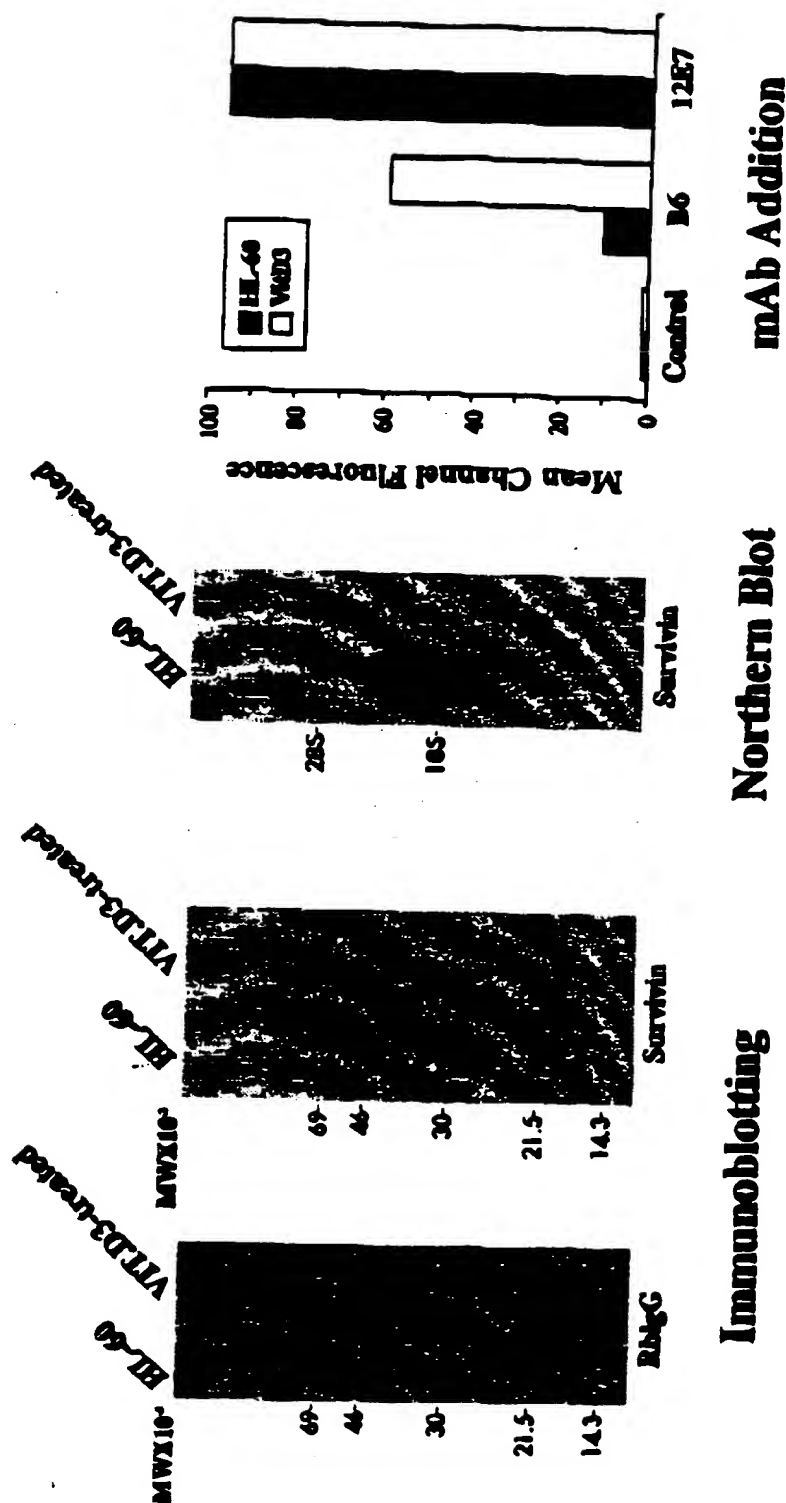 MWX10⁻³
HL-60
VIT.D3-treated
69-
46-
30-
21.5-
14.3-
RbIgG
MWX10⁻³
HL-60
VIT.D3-treated
69-
46-
30-
21.5-
14.3-
Survivin
Immunoblotting
HL-60
VIT.D3-treated
28S-
18S-
Survivin
Northern Blot
Mean Channel Fluorescence
100
80
60
40
20
0
HL-60
VitD3
Control
B6
12E7
mAb Addition